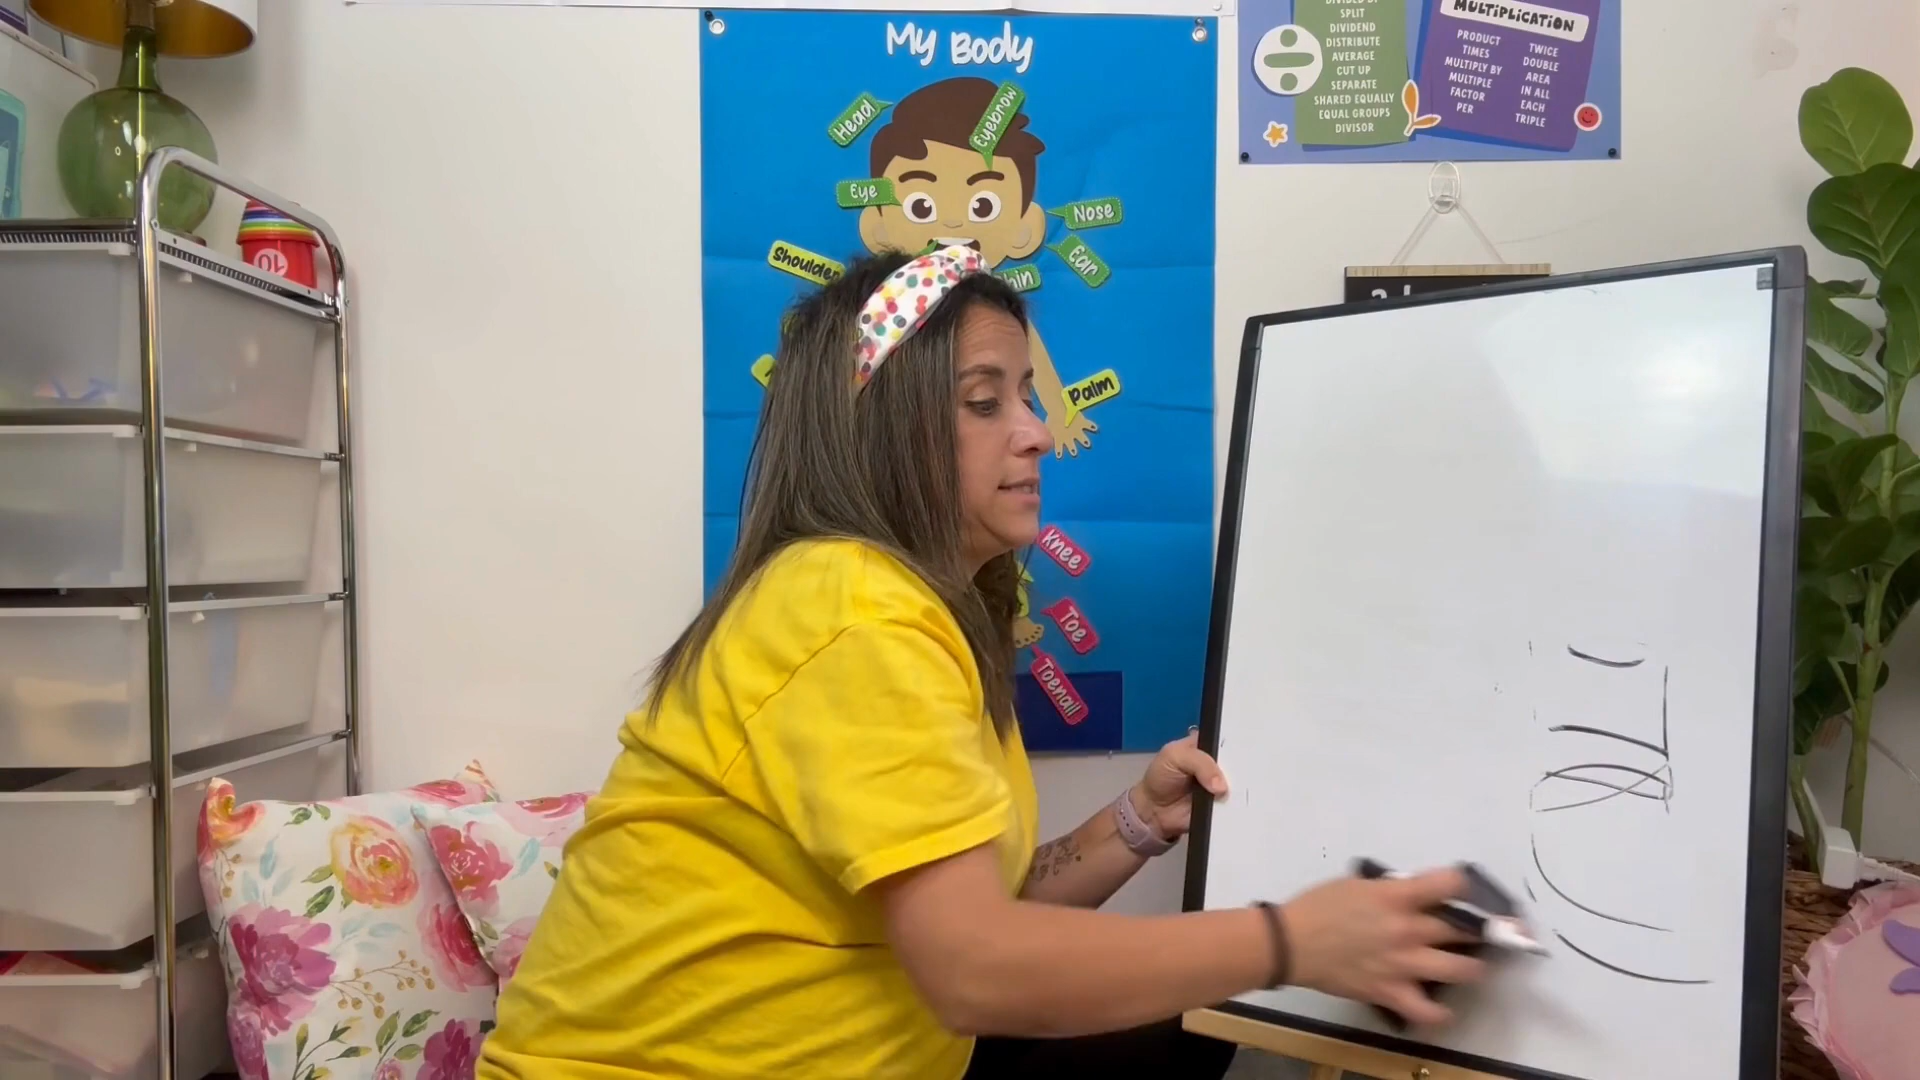 My Body
Head
Eyebrow
Eye
Nose
Ear
Shoulder
Palm
Knee
Toe
Toenail
SPLIT
DIVIDEND
DISTRIBUTE
AVERAGE
CUT UP
SEPARATE
SHARED EQUALLY
EQUAL GROUPS
DIVISOR
MULTIPLICATION
PRODUCT
TIMES
MULTIPLY BY
MULTIPLE
FACTOR
PER
TWICE
DOUBLE
AREA
IN ALL
EACH
TRIPLE
10